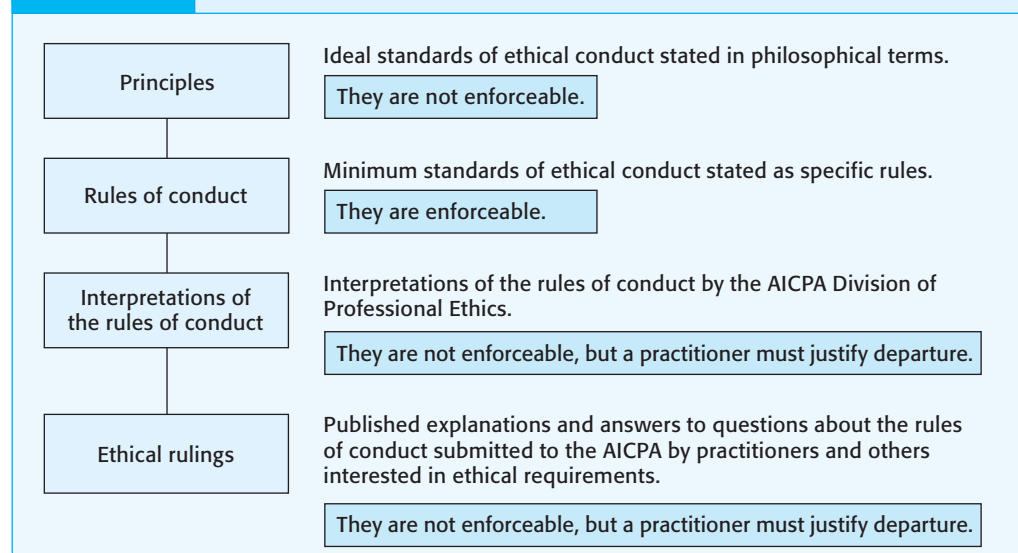 Principles
Ideal standards of ethical conduct stated in philosophical terms.
They are not enforceable.
Rules of conduct
Minimum standards of ethical conduct stated as specific rules.
They are enforceable.
Interpretations of
the rules of conduct
Interpretations of the rules of conduct by the AICPA Division of
Professional Ethics.
They are not enforceable, but a practitioner must justify departure.
Ethical rulings
Published explanations and answers to questions about the rules
of conduct submitted to the AICPA by practitioners and others
interested in ethical requirements.
They are not enforceable, but a practitioner must justify departure.